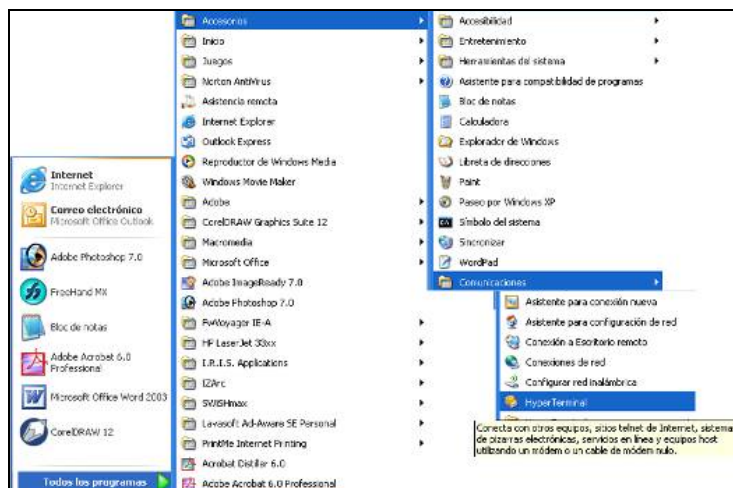 Internet
Internet Explorer
Correo electrónico
Microsoft Office Outlook
Adobe Photoshop 7.0
FreeHand MX
Bloc de notas
Adobe Acrobat 6.0
Professional
Microsoft Office Word 2003
CorelDRAW 12
Todos los programas
Accesorios
Inicio
Juegos
Norton AntiVirus
Asistencia remota
Internet Explorer
Outlook Express
Reproductor de Windows Media
Windows Movie Maker
Adobe
CorelDRAW Graphics Suite 12
Macromedia
Microsoft Office
Adobe ImageReady 7.0
Adobe Photoshop 7.0
FwVoyager IE-A
HP LaserJet 33xx
I.R.I.S. Applications
IZArc
SWiSHmax
Lavasoft Ad-Aware SE Personal
PrintMe Internet Printing
Acrobat Distiller 6.0
Adobe Acrobat 6.0 Professional
Accesibilidad
Entretenimiento
Herramientas del sistema
Asistente para compatibilidad de programas
Bloc de notas
Calculadora
Explorador de Windows
Libreta de direcciones
Paint
Paseo por Windows XP
Símbolo del sistema
Sincronizar
WordPad
Comunicaciones
Asistente para conexión nueva
Asistente para configuración de red
Conexión a Escritorio remoto
Conexiones de red
Configurar red inalámbrica
HyperTerminal
Conecta con otros equipos, sitios telnet de Internet, sistema
de pizarras electrónicas, servicios en línea y equipos host
utilizando un módem o un cable de módem nulo.